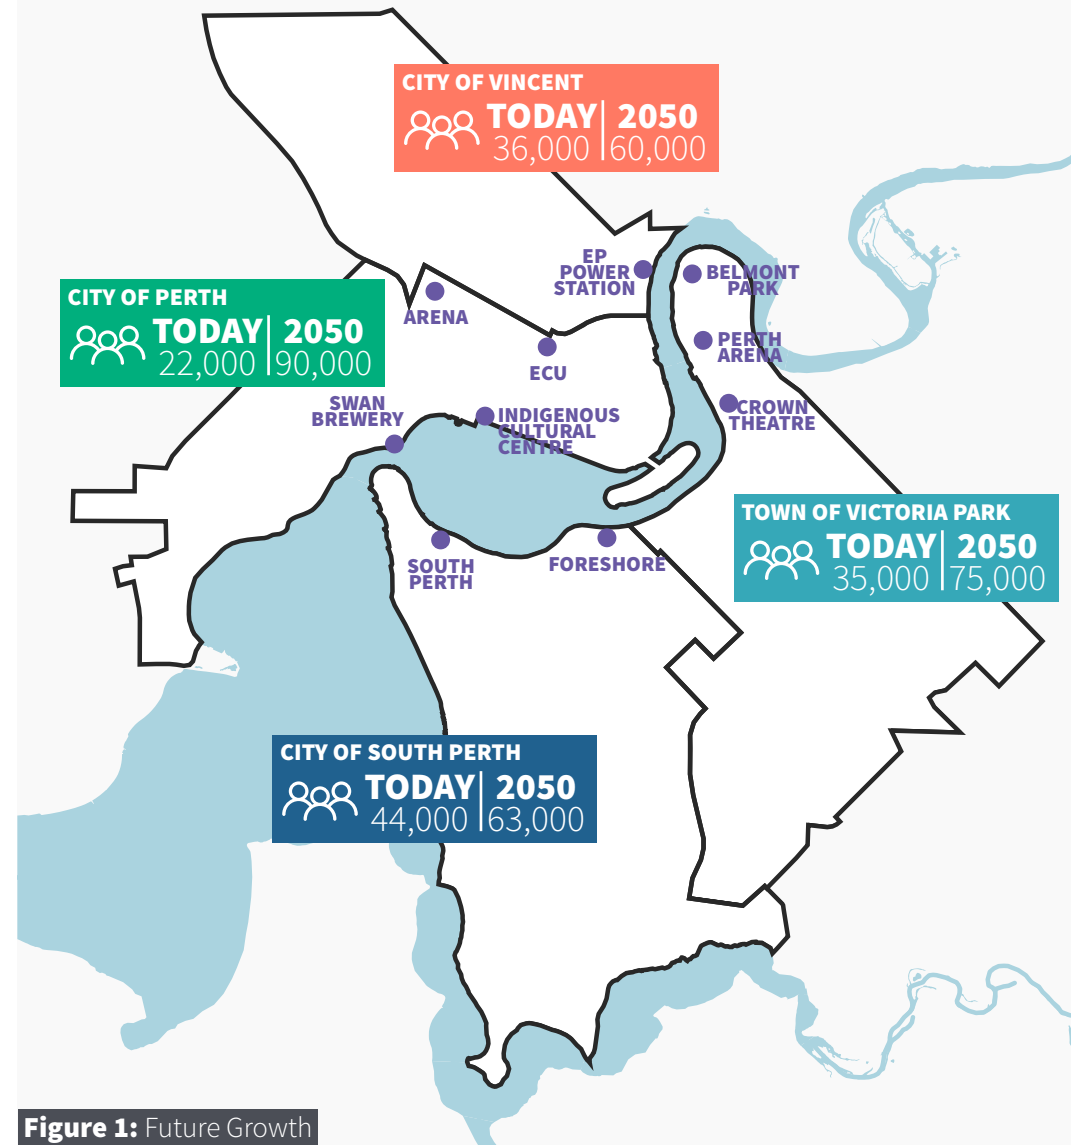 CITY OF VINCENT
TODAY 2050
36,000 60,000
EP
POWER
STATION
BELMONT
PARK
CITY OF PERTH
TODAY 2050
22,000 90,000
ARENA
PERTH
ARENA
ECU
SWAN
BREWERY
INDIGENOUS
CULTURAL
CENTRE
CROWN
THEATRE
TOWN OF VICTORIA PARK
TODAY 2050
35,000 75,000
SOUTH
PERTH
FORESHORE
CITY OF SOUTH PERTH
TODAY 2050
44,000 63,000
Figure 1: Future Growth